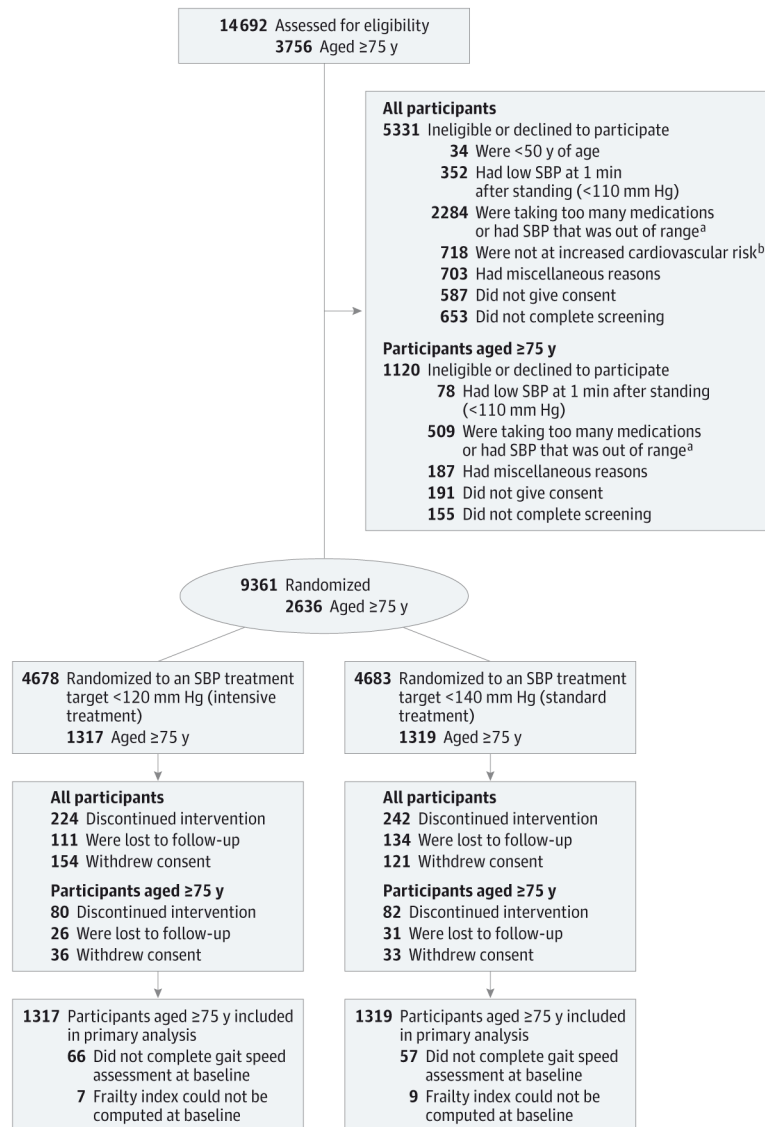 14692 Assessed for eligibility
3756 Aged ≥75 y
All participants
5331 Ineligible or declined to participate
34 Were <50 y of age
352 Had low SBP at 1 min
after standing (<110 mm Hg)
2284 Were taking too many medications
or had SBP that was out of rangeᵃ
718 Were not at increased cardiovascular riskᵇ
703 Had miscellaneous reasons
587 Did not give consent
653 Did not complete screening
Participants aged ≥75 y
1120 Ineligible or declined to participate
78 Had low SBP at 1 min after standing
(<110 mm Hg)
509 Were taking too many medications
or had SBP that was out of rangeᵃ
187 Had miscellaneous reasons
191 Did not give consent
155 Did not complete screening
9361 Randomized
2636 Aged ≥75 y
4678 Randomized to an SBP treatment
target <120 mm Hg (intensive
treatment)
1317 Aged ≥75 y
4683 Randomized to an SBP treatment
target <140 mm Hg (standard
treatment)
1319 Aged ≥75 y
All participants
224 Discontinued intervention
111 Were lost to follow-up
154 Withdrew consent
Participants aged ≥75 y
80 Discontinued intervention
26 Were lost to follow-up
36 Withdrew consent
All participants
242 Discontinued intervention
134 Were lost to follow-up
121 Withdrew consent
Participants aged ≥75 y
82 Discontinued intervention
31 Were lost to follow-up
33 Withdrew consent
1317 Participants aged ≥75 y included
in primary analysis
66 Did not complete gait speed
assessment at baseline
7 Frailty index could not be
computed at baseline
1319 Participants aged ≥75 y included
in primary analysis
57 Did not complete gait speed
assessment at baseline
9 Frailty index could not be
computed at baseline